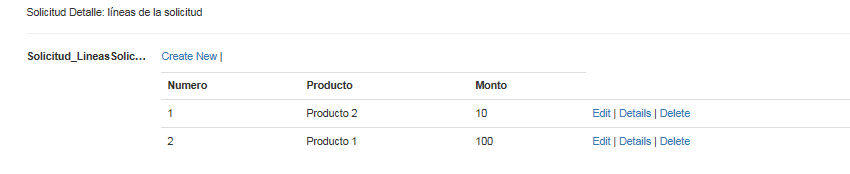 Solicitud Detalle: líneas de la solicitud
Solicitud_LineasSolic... Create New |
Numero Producto Monto
1 Producto 2 10 Edit | Details | Delete
2 Producto 1 100 Edit | Details | Delete